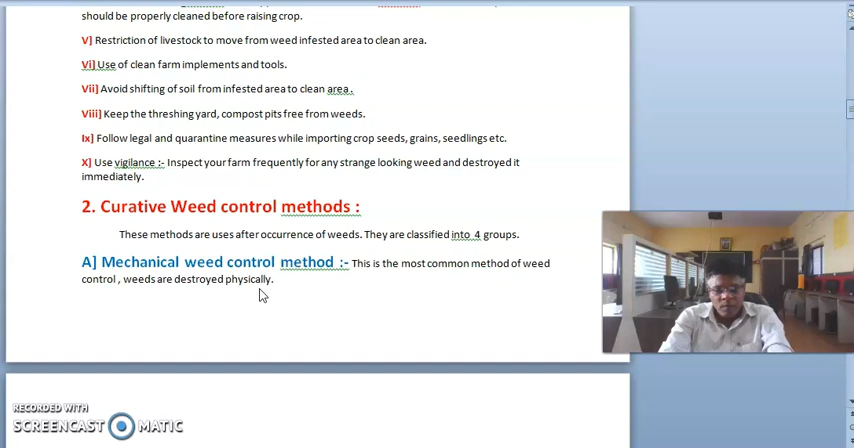 should be properly cleaned before raising crop.
V] Restriction of livestock to move from weed infested area to clean area.
Vi] Use of clean farm implements and tools.
Vii] Avoid shifting of soil from infested area to clean area.
Viii] Keep the threshing yard, compost pits free from weeds.
Ix] Follow legal and quarantine measures while importing crop seeds, grains, seedlings etc.
X] Use vigilance :- Inspect your farm frequently for any strange looking weed and destroyed it
immediately.
2. Curative Weed control methods :
These methods are uses after occurrence of weeds. They are classified into 4 groups.
A] Mechanical weed control method :- This is the most common method of weed
control , weeds are destroyed physically.
RECORDED WITH
SCREENCAST MATIC